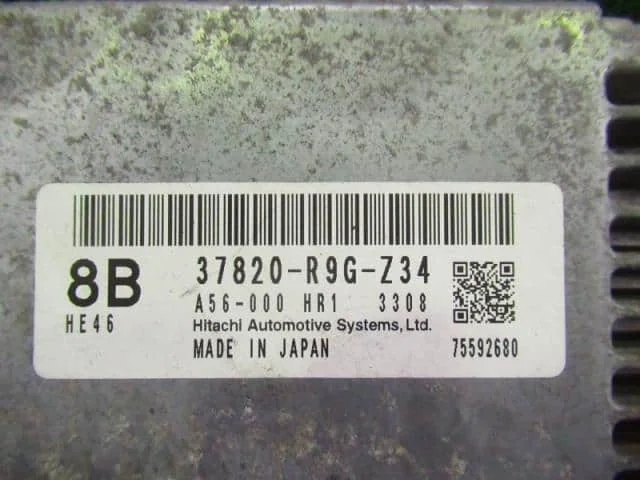 8B
37820-R9G-Z34
A56-000 HR1 3308
HE46
Hitachi Automotive Systems,Ltd.
MADE IN JAPAN
75592680